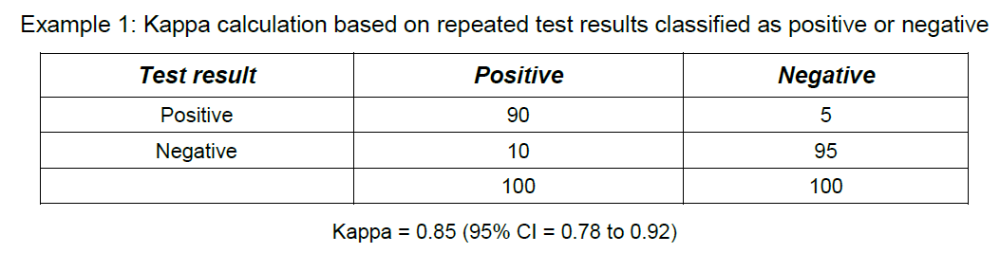 Example 1: Kappa calculation based on repeated test results classified as positive or negative
Test result Positive Negative
Positive 90 5
Negative 10 95
100 100
Kappa = 0.85 (95% CI = 0.78 to 0.92)